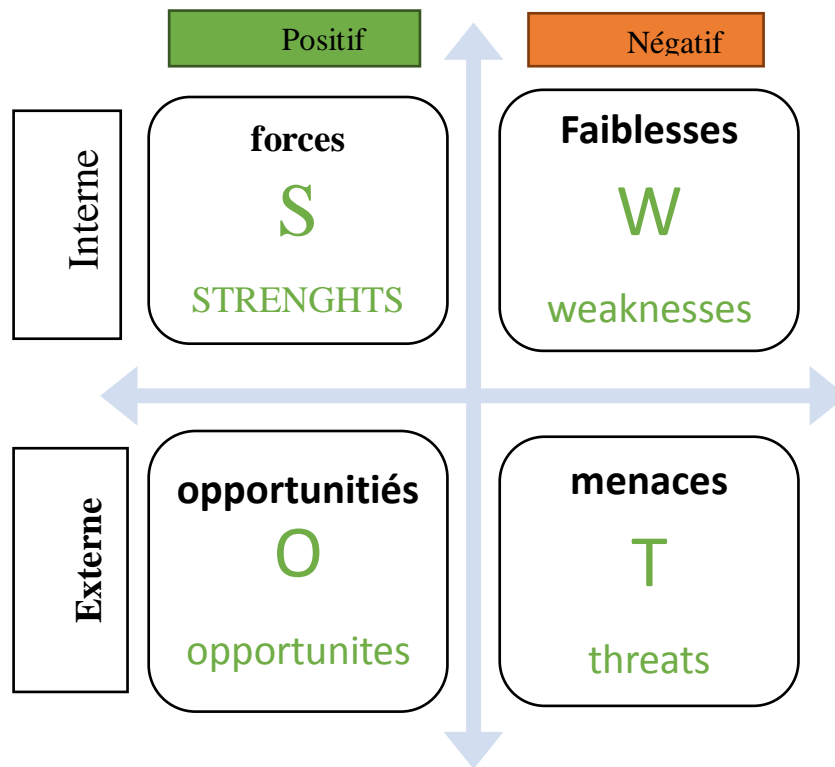 Positif
Négatif
Interne
forces
S
STRENGHTS
Faiblesses
W
weaknesses
Externe
opportunitiés
O
opportunites
menaces
T
threats